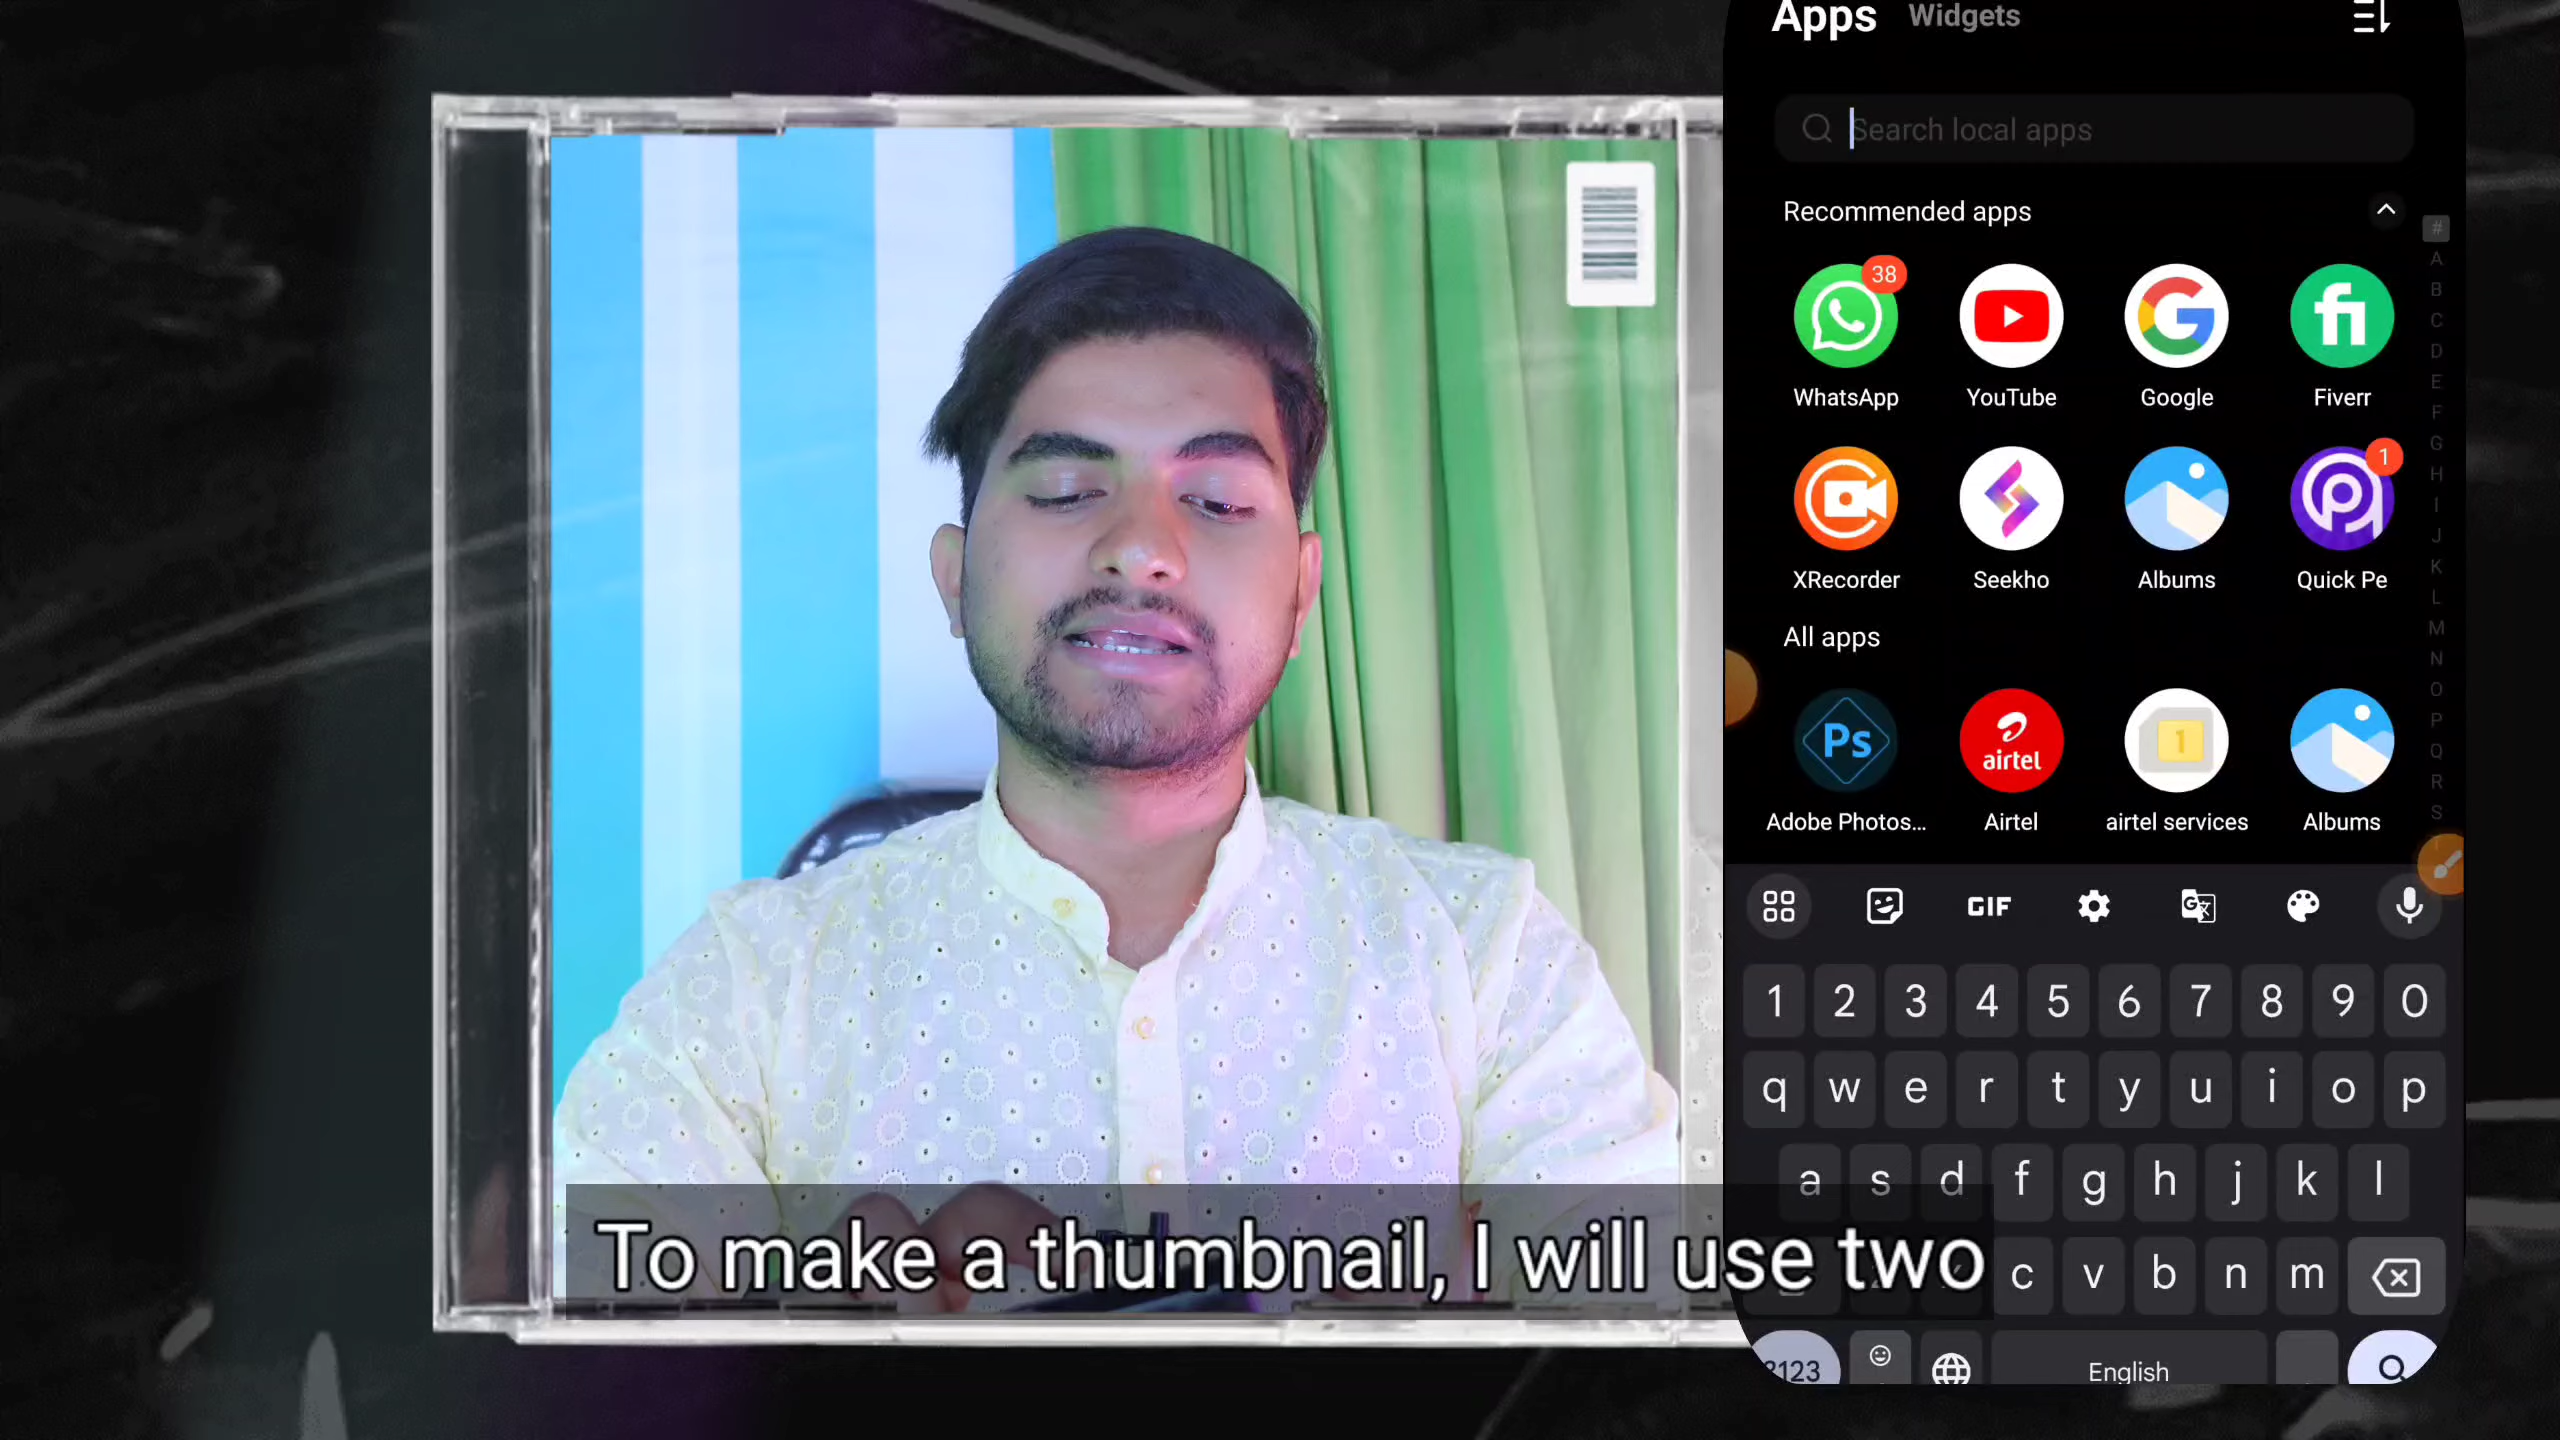 Apps Widgets
Search local apps
Recommended apps
38
WhatsApp YouTube Google Fiverr
1
XRecorder Seekho Albums Quick Pe
All apps
Ps airtel 1
Adobe Photos... Airtel airtel services Albums
#
A
B
C
D
E
F
G
H
I
J
K
L
M
N
O
P
Q
R
S
GIF
1 2 3 4 5 6 7 8 9 0
q w e r t y u i o p
a s d f g h j k l
c v b n m
To make a thumbnail, I will use two
English